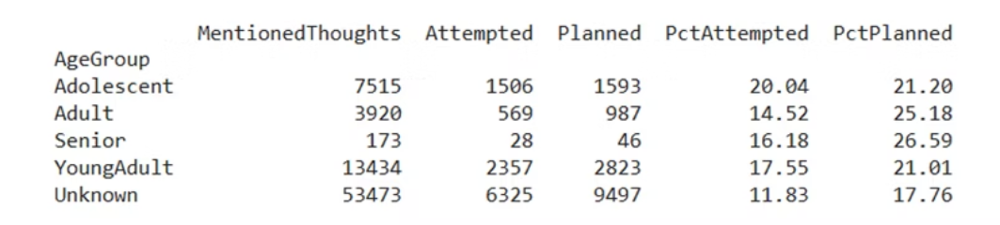 MentionedThoughts Attempted Planned PctAttempted PctPlanned
AgeGroup
Adolescent 7515 1506 1593 20.04 21.20
Adult 3920 569 987 14.52 25.18
Senior 173 28 46 16.18 26.59
YoungAdult 13434 2357 2823 17.55 21.01
Unknown 53473 6325 9497 11.83 17.76